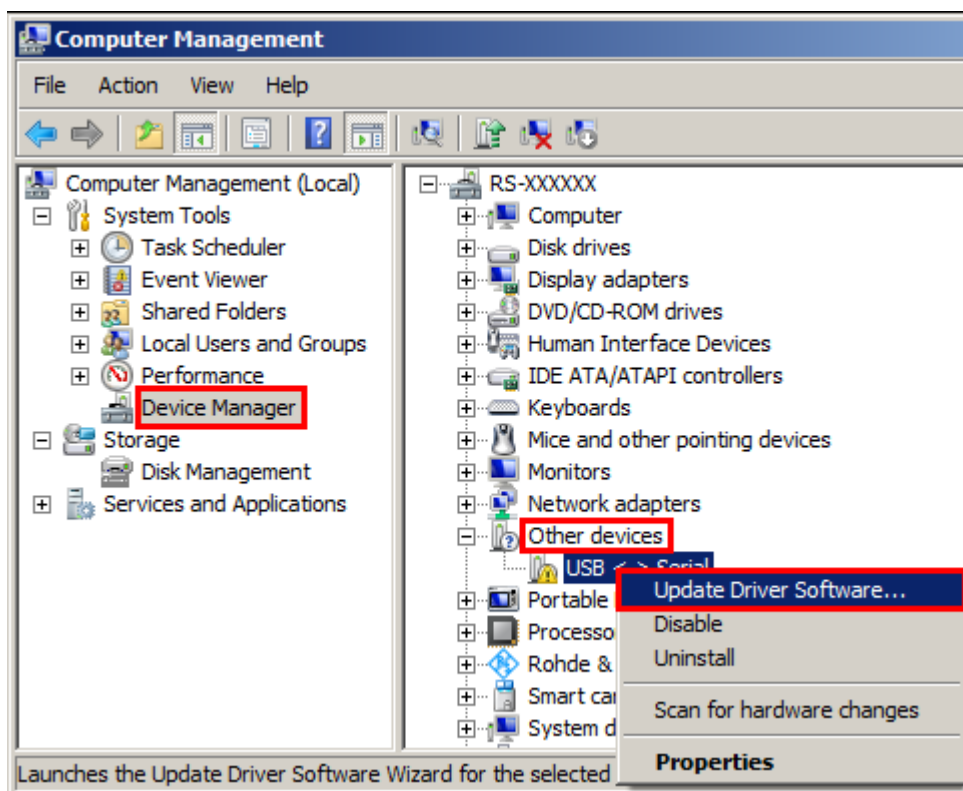 Computer Management
File Action View Help
Computer Management (Local)
System Tools
Task Scheduler
Event Viewer
Shared Folders
Local Users and Groups
Performance
Device Manager
Storage
Disk Management
Services and Applications
RS-XXXXXX
Computer
Disk drives
Display adapters
DVD/CD-ROM drives
Human Interface Devices
IDE ATA/ATAPI controllers
Keyboards
Mice and other pointing devices
Monitors
Network adapters
Other devices
USB < > Serial
Portable
Processo
Rohde &
Smart car
System d
Update Driver Software...
Disable
Uninstall
Scan for hardware changes
Properties
Launches the Update Driver Software Wizard for the selected